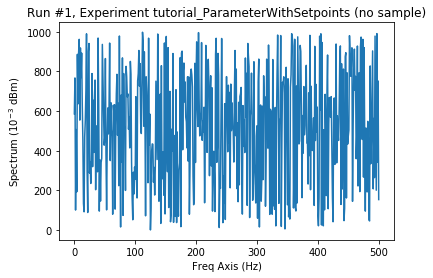 Run #1, Experiment tutorial_ParameterWithSetpoints (no sample)
1000
800
600
400
200
0
Spectrum (10⁻³ dBm)
0 100 200 300 400 500
Freq Axis (Hz)